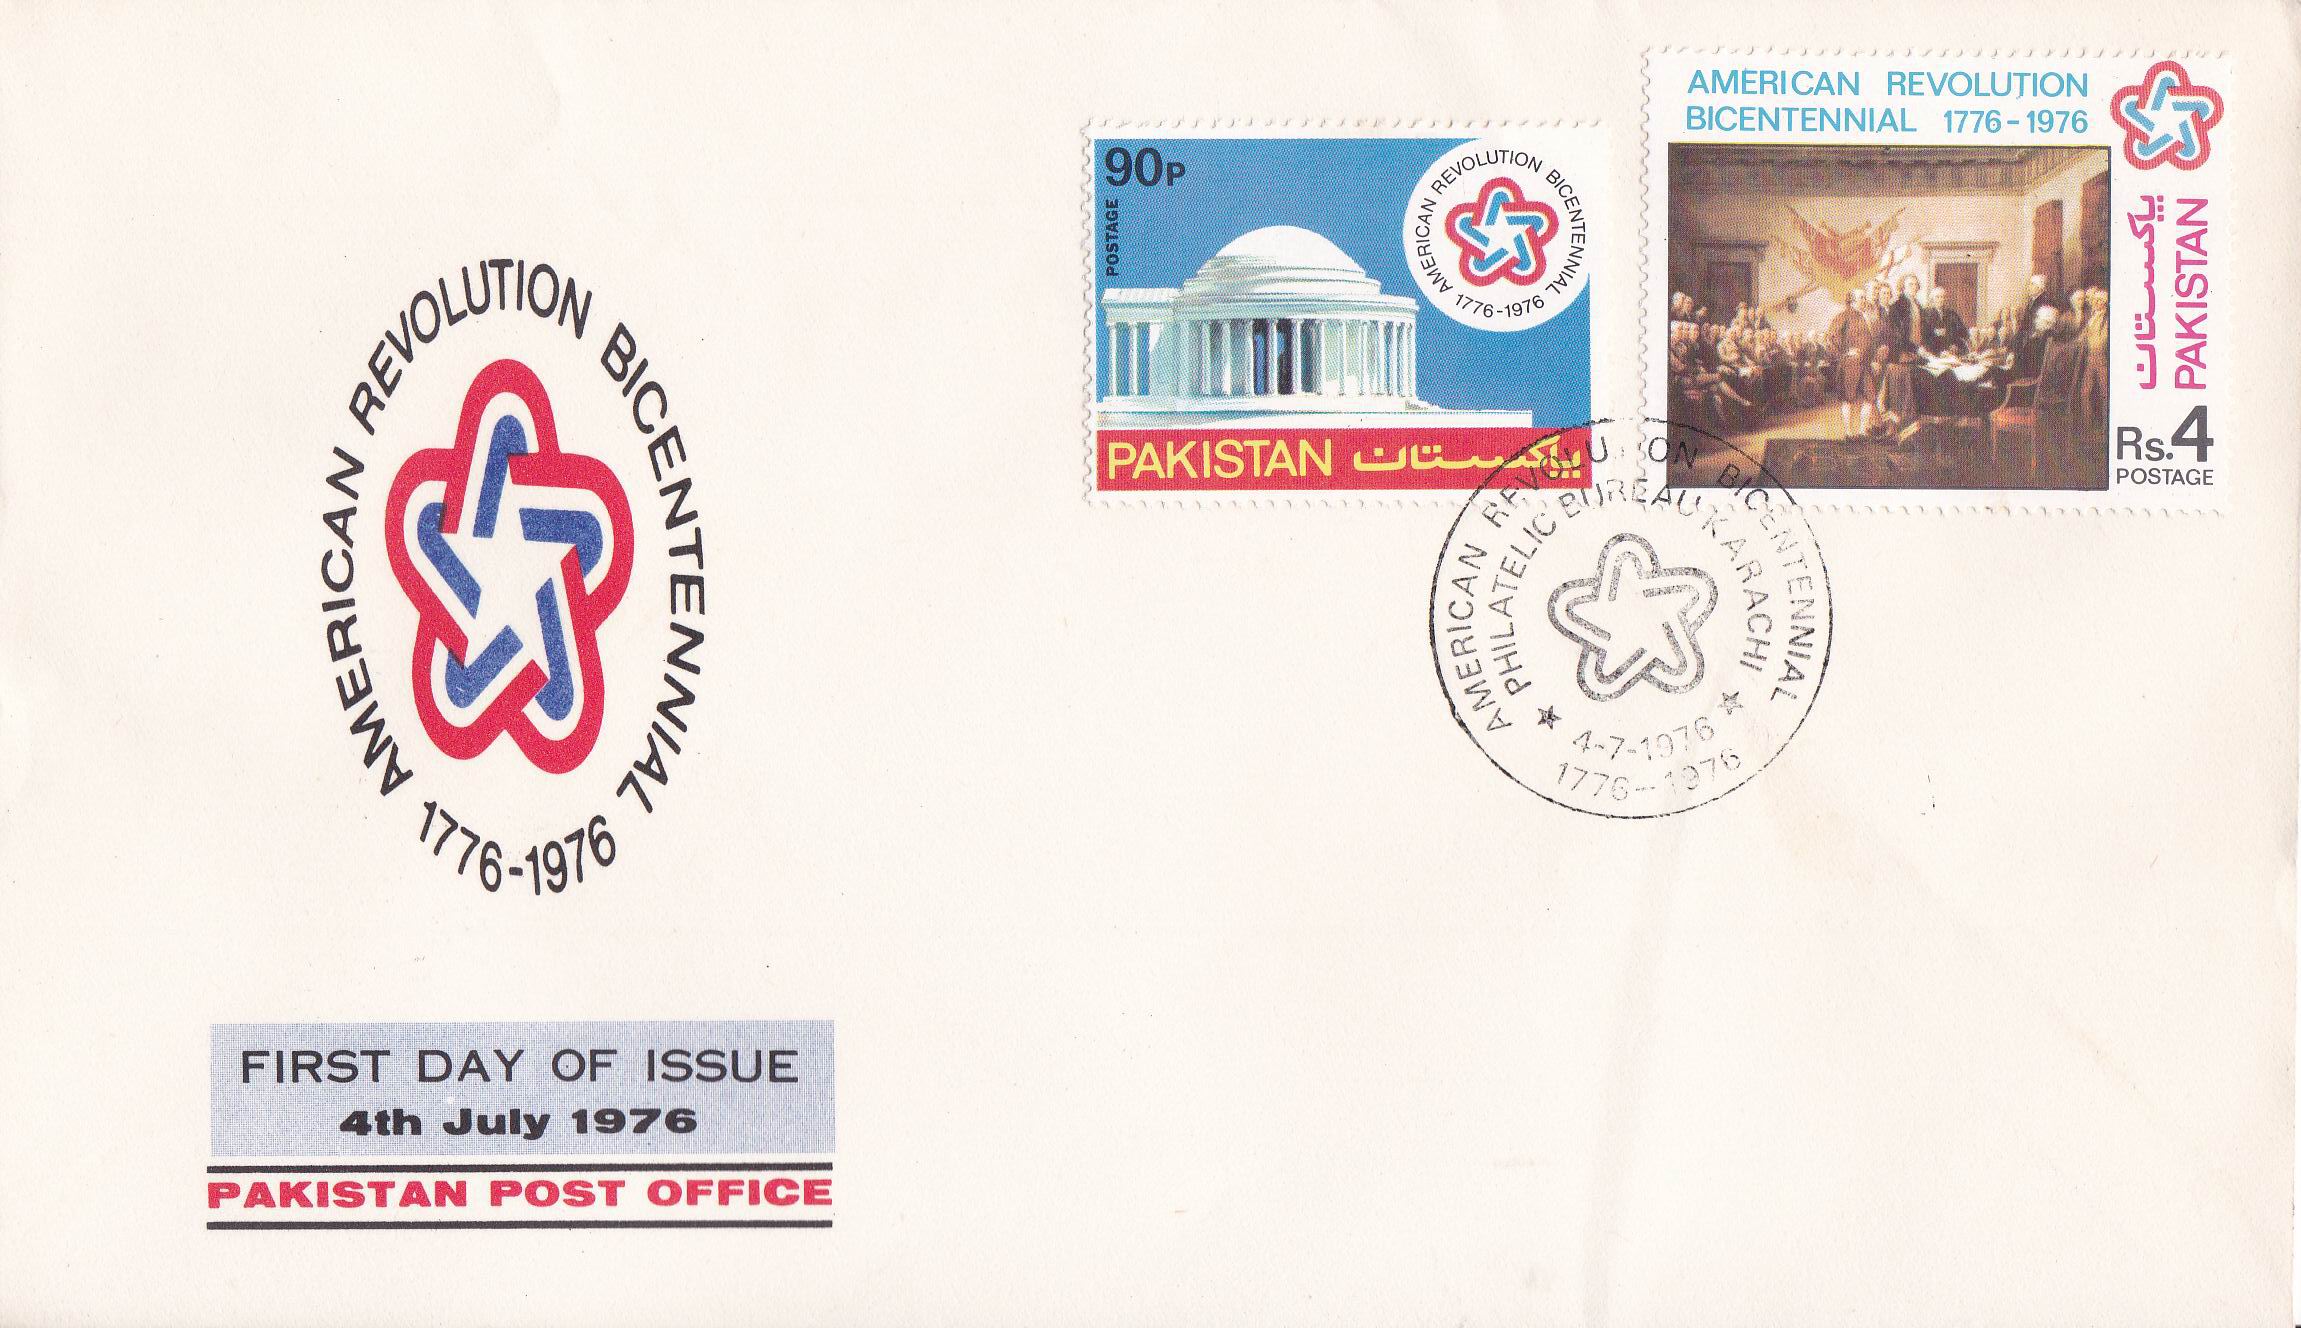 AMERICAN REVOLUTION BICENTENNIAL
1776-1976
FIRST DAY OF ISSUE
4th July 1976
PAKISTAN POST OFFICE
90P
POSTAGE
AMERICAN REVOLUTION BICENTENNIAL
1776-1976
PAKISTAN پاکستان
AMERICAN REVOLUTION
BICENTENNIAL 1776-1976
پاکستان
PAKISTAN
Rs.4
POSTAGE
AMERICAN REVOLUTION BICENTENNIAL
PHILATELIC BUREAU KARACHI
4-7-1976
1776-1976